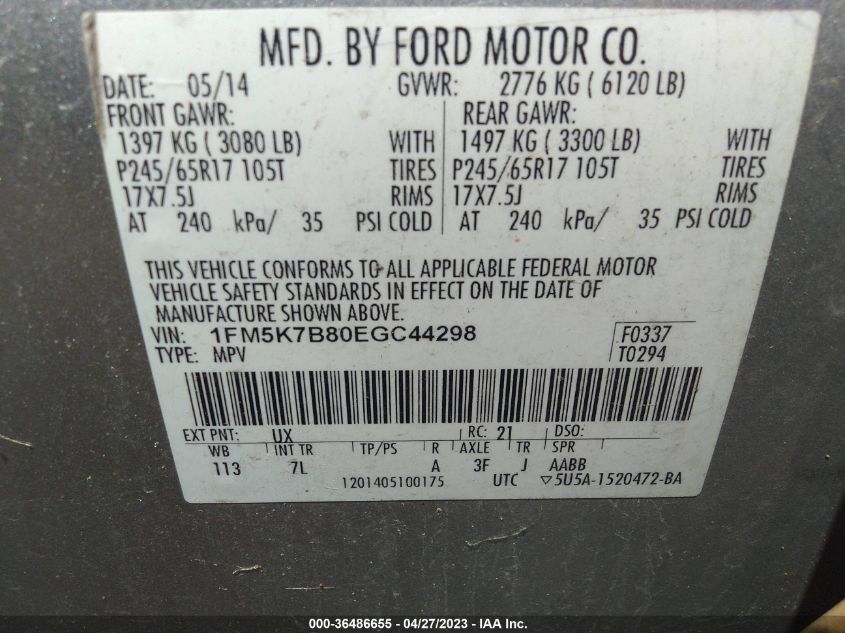 MFD. BY FORD MOTOR CO.
DATE: 05/14 GVWR: 2776 KG ( 6120 LB)
FRONT GAWR: REAR GAWR:
1397 KG ( 3080 LB) WITH 1497 KG ( 3300 LB) WITH
P245/65R17 105T TIRES P245/65R17 105T TIRES
17X7.5J RIMS 17X7.5J RIMS
AT 240 kPa/ 35 PSI COLD AT 240 kPa/ 35 PSI COLD
THIS VEHICLE CONFORMS TO ALL APPLICABLE FEDERAL MOTOR
VEHICLE SAFETY STANDARDS IN EFFECT ON THE DATE OF
MANUFACTURE SHOWN ABOVE.
VIN: 1FM5K7B80EGC44298 F0337
TYPE: MPV T0294
EXT PNT: UX RC: 21 DSO:
WB INT TR TP/PS R AXLE TR SPR
113 7L A 3F J AABB
1201405100175 UTC ▽5U5A-1520472-BA
000-36486655 - 04/27/2023 - IAA Inc.